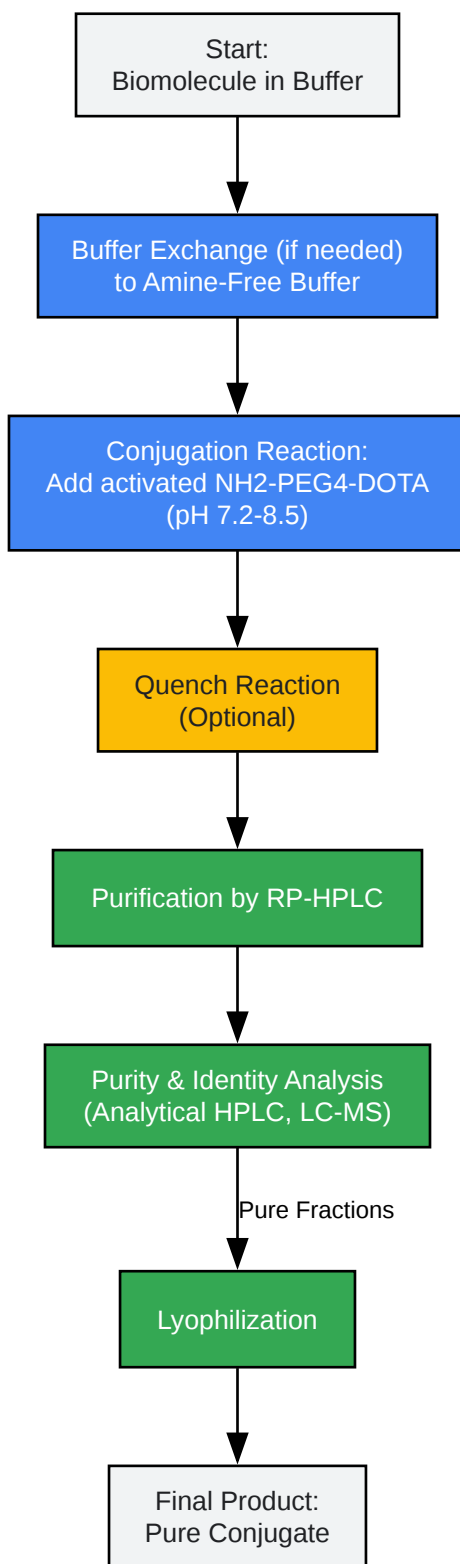 Start:
Biomolecule in Buffer
Buffer Exchange (if needed)
to Amine-Free Buffer
Conjugation Reaction:
Add activated NH2-PEG4-DOTA
(pH 7.2-8.5)
Quench Reaction
(Optional)
Purification by RP-HPLC
Purity & Identity Analysis
(Analytical HPLC, LC-MS)
Pure Fractions
Lyophilization
Final Product:
Pure Conjugate